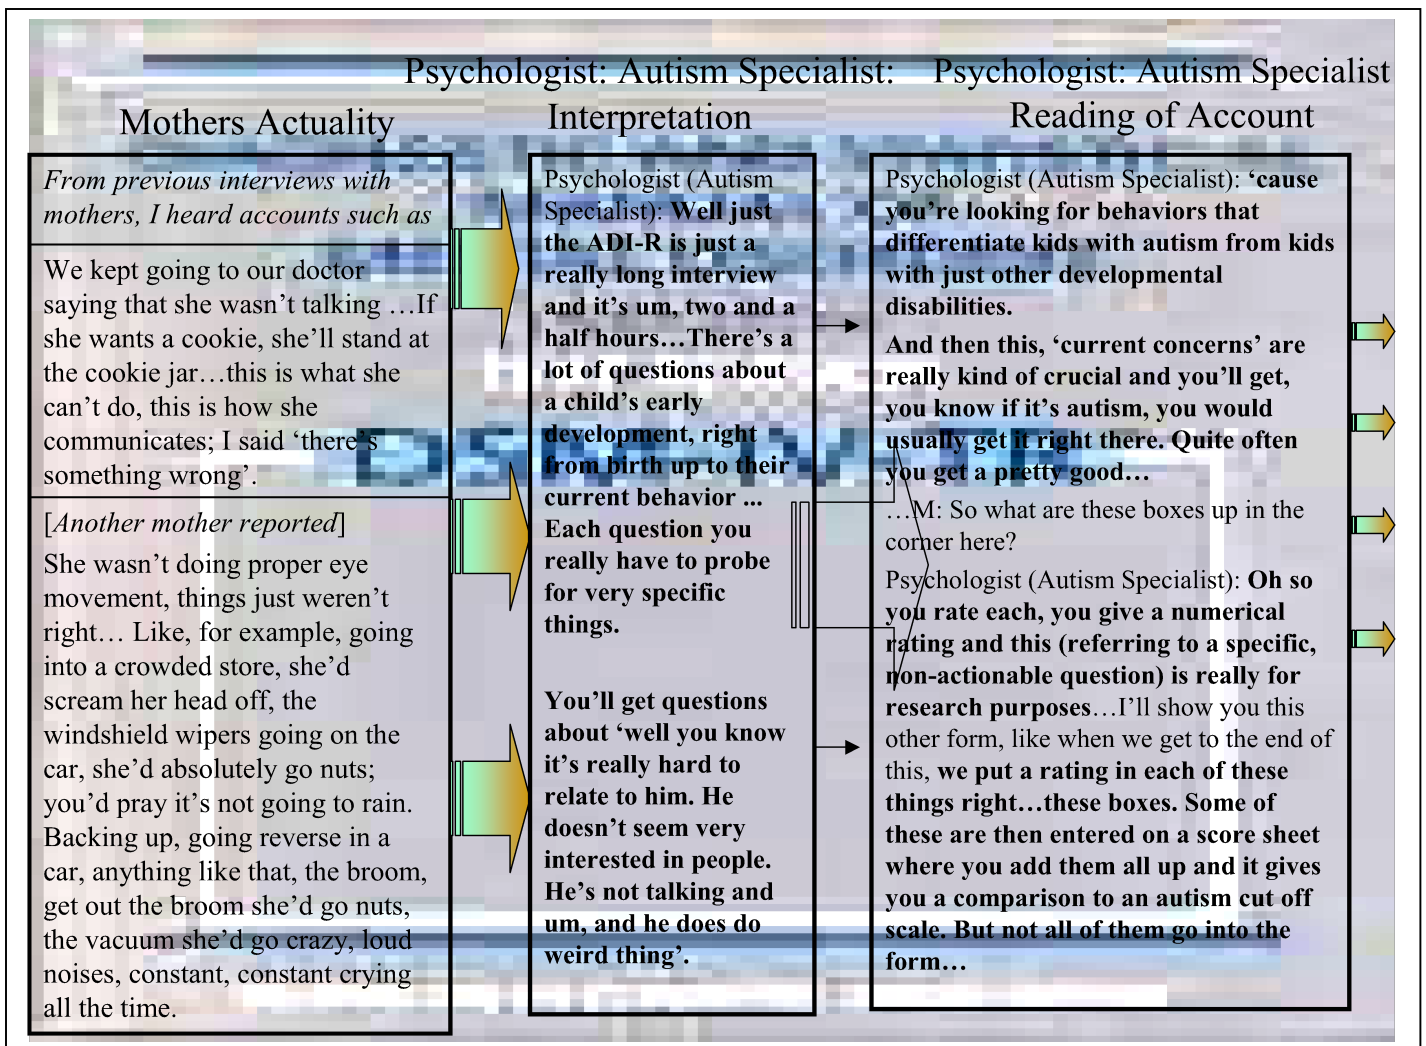 Mothers Actuality
From previous interviews with
mothers, I heard accounts such as
We kept going to our doctor
saying that she wasn’t talking …If
she wants a cookie, she’ll stand at
the cookie jar…this is what she
can’t do, this is how she
communicates; I said ‘there’s
something wrong’.
[Another mother reported]
She wasn’t doing proper eye
movement, things just weren’t
right… Like, for example, going
into a crowded store, she’d
scream her head off, the
windshield wipers going on the
car, she’d absolutely go nuts;
you’d pray it’s not going to rain.
Backing up, going reverse in a
car, anything like that, the broom,
get out the broom she’d go nuts,
the vacuum she’d go crazy, loud
noises, constant, constant crying
all the time.
Psychologist: Autism Specialist:
Interpretation
Psychologist (Autism
Specialist): Well just
the ADI-R is just a
really long interview
and it’s um, two and a
half hours…There’s a
lot of questions about
a child’s early
development, right
from birth up to their
current behavior ...
Each question you
really have to probe
for very specific
things.
You’ll get questions
about ‘well you know
it’s really hard to
relate to him. He
doesn’t seem very
interested in people.
He’s not talking and
um, and he does do
weird thing’.
Psychologist: Autism Specialist
Reading of Account
Psychologist (Autism Specialist): ‘cause
you’re looking for behaviors that
differentiate kids with autism from kids
with just other developmental
disabilities.
And then this, ‘current concerns’ are
really kind of crucial and you’ll get,
you know if it’s autism, you would
usually get it right there. Quite often
you get a pretty good…
…M: So what are these boxes up in the
corner here?
Psychologist (Autism Specialist): Oh so
you rate each, you give a numerical
rating and this (referring to a specific,
non-actionable question) is really for
research purposes…I’ll show you this
other form, like when we get to the end of
this, we put a rating in each of these
things right…these boxes. Some of
these are then entered on a score sheet
where you add them all up and it gives
you a comparison to an autism cut off
scale. But not all of them go into the
form…